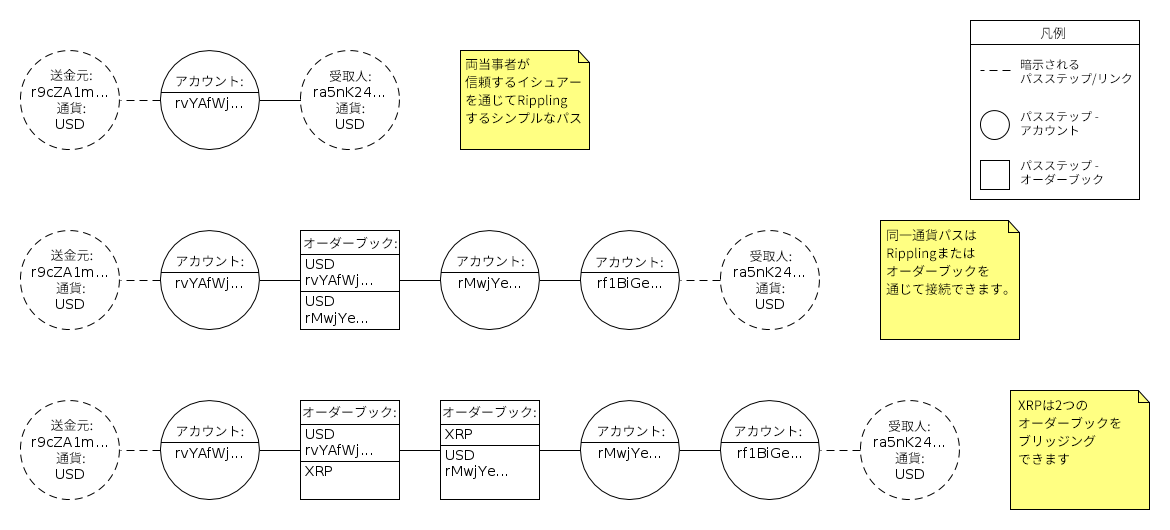 送金元:
r9cZA1m...
通貨:
USD
アカウント:
rvYAfWj...
受取人:
ra5nK24...
通貨:
USD
両当事者が
信頼するイシュアー
を通じてRippling
するシンプルなパス
凡例
暗示される
パスステップ/リンク
パスステップ -
アカウント
パスステップ -
オーダーブック
送金元:
r9cZA1m...
通貨:
USD
アカウント:
rvYAfWj...
オーダーブック:
USD
rvYAfWj...
USD
rMwjYe...
アカウント:
rMwjYe...
アカウント:
rf1BiGe...
受取人:
ra5nK24...
通貨:
USD
同一通貨パスは
Ripplingまたは
オーダーブックを
通じて接続できます。
送金元:
r9cZA1m...
通貨:
USD
アカウント:
rvYAfWj...
オーダーブック:
USD
rvYAfWj...
XRP
オーダーブック:
XRP
USD
rMwjYe...
アカウント:
rMwjYe...
アカウント:
rf1BiGe...
受取人:
ra5nK24...
通貨:
USD
XRPは2つの
オーダーブックを
ブリッジング
できます